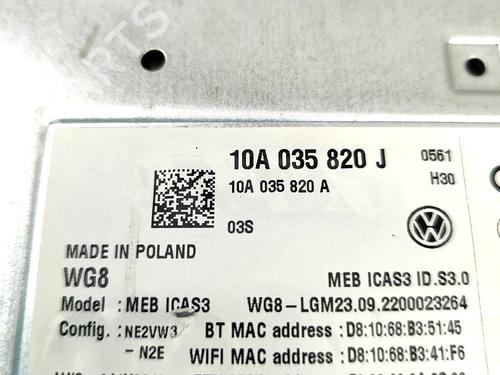 PARTS
10A 035 820 J 0561
10A 035 820 A H30
03S
MADE IN POLAND
WG8 MEB ICAS3 ID.S3.0
Model : MEB ICAS3 WG8-LGM23.09.2200023264
Config. : NE2VW3 BT MAC address : D8:10:68:B3:51:45
- N2E WIFI MAC address : D8:10:68:B3:41:F6